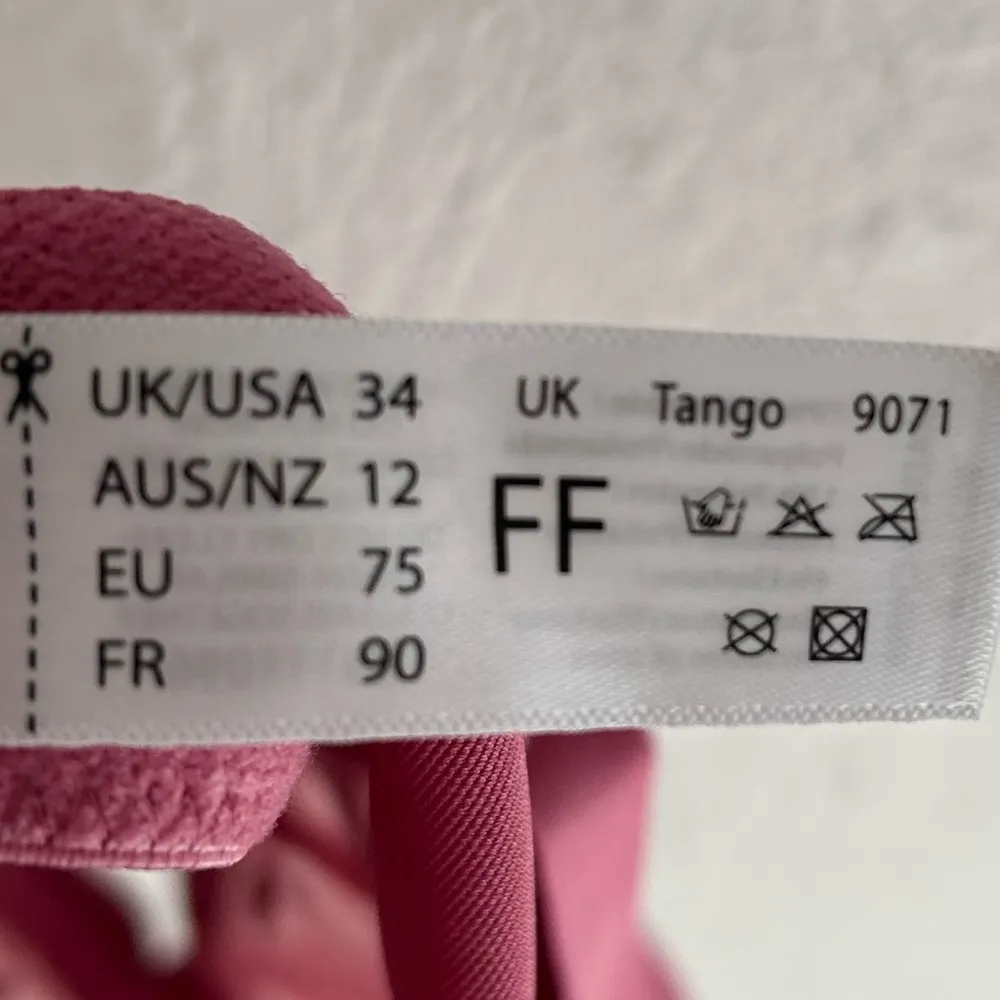 UK/USA 34
AUS/NZ 12
EU 75
FR 90
UK Tango 9071
FF